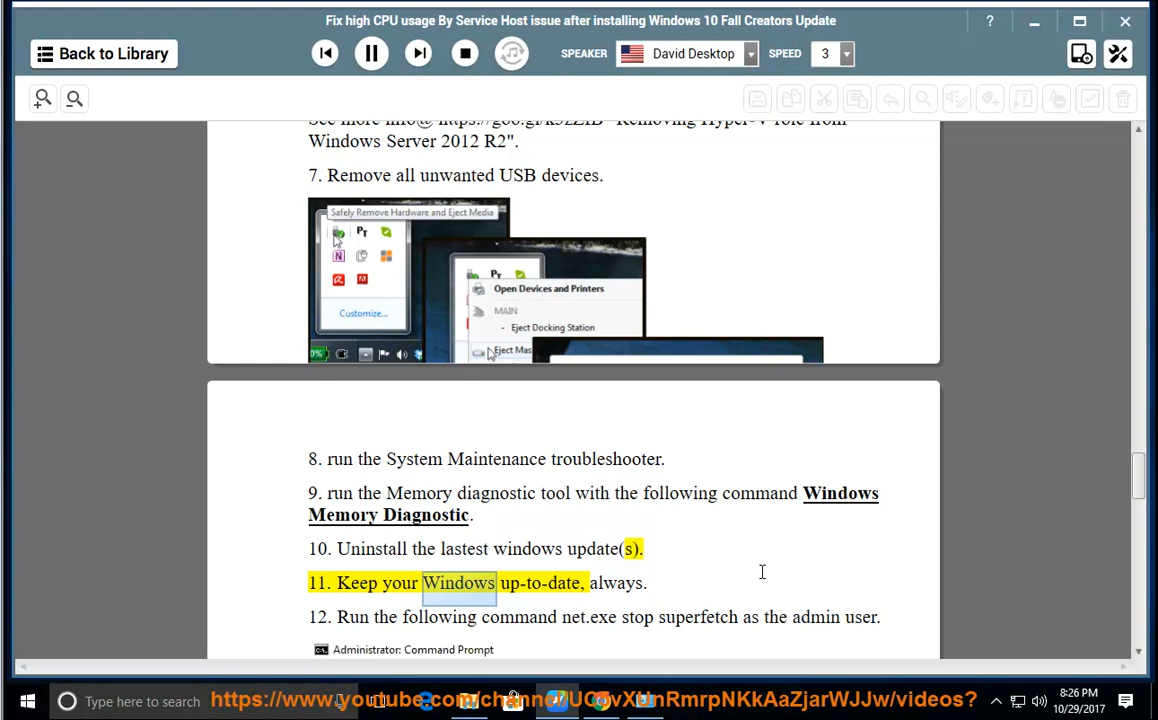 Fix high CPU usage By Service Host issue after installing Windows 10 Fall Creators Update
?
Back to Library
SPEAKER
David Desktop
SPEED
3
Windows Server 2012 R2".
7. Remove all unwanted USB devices.
Safely Remove Hardware and Eject Media
Customize...
Open Devices and Printers
MAIN
- Eject Docking Station
Eject Mas
8. run the System Maintenance troubleshooter.
9. run the Memory diagnostic tool with the following command Windows
Memory Diagnostic.
10. Uninstall the lastest windows update(s).
11. Keep your Windows up-to-date, always.
12. Run the following command net.exe stop superfetch as the admin user.
Administrator: Command Prompt
Type here to search
8:26 PM
10/29/2017